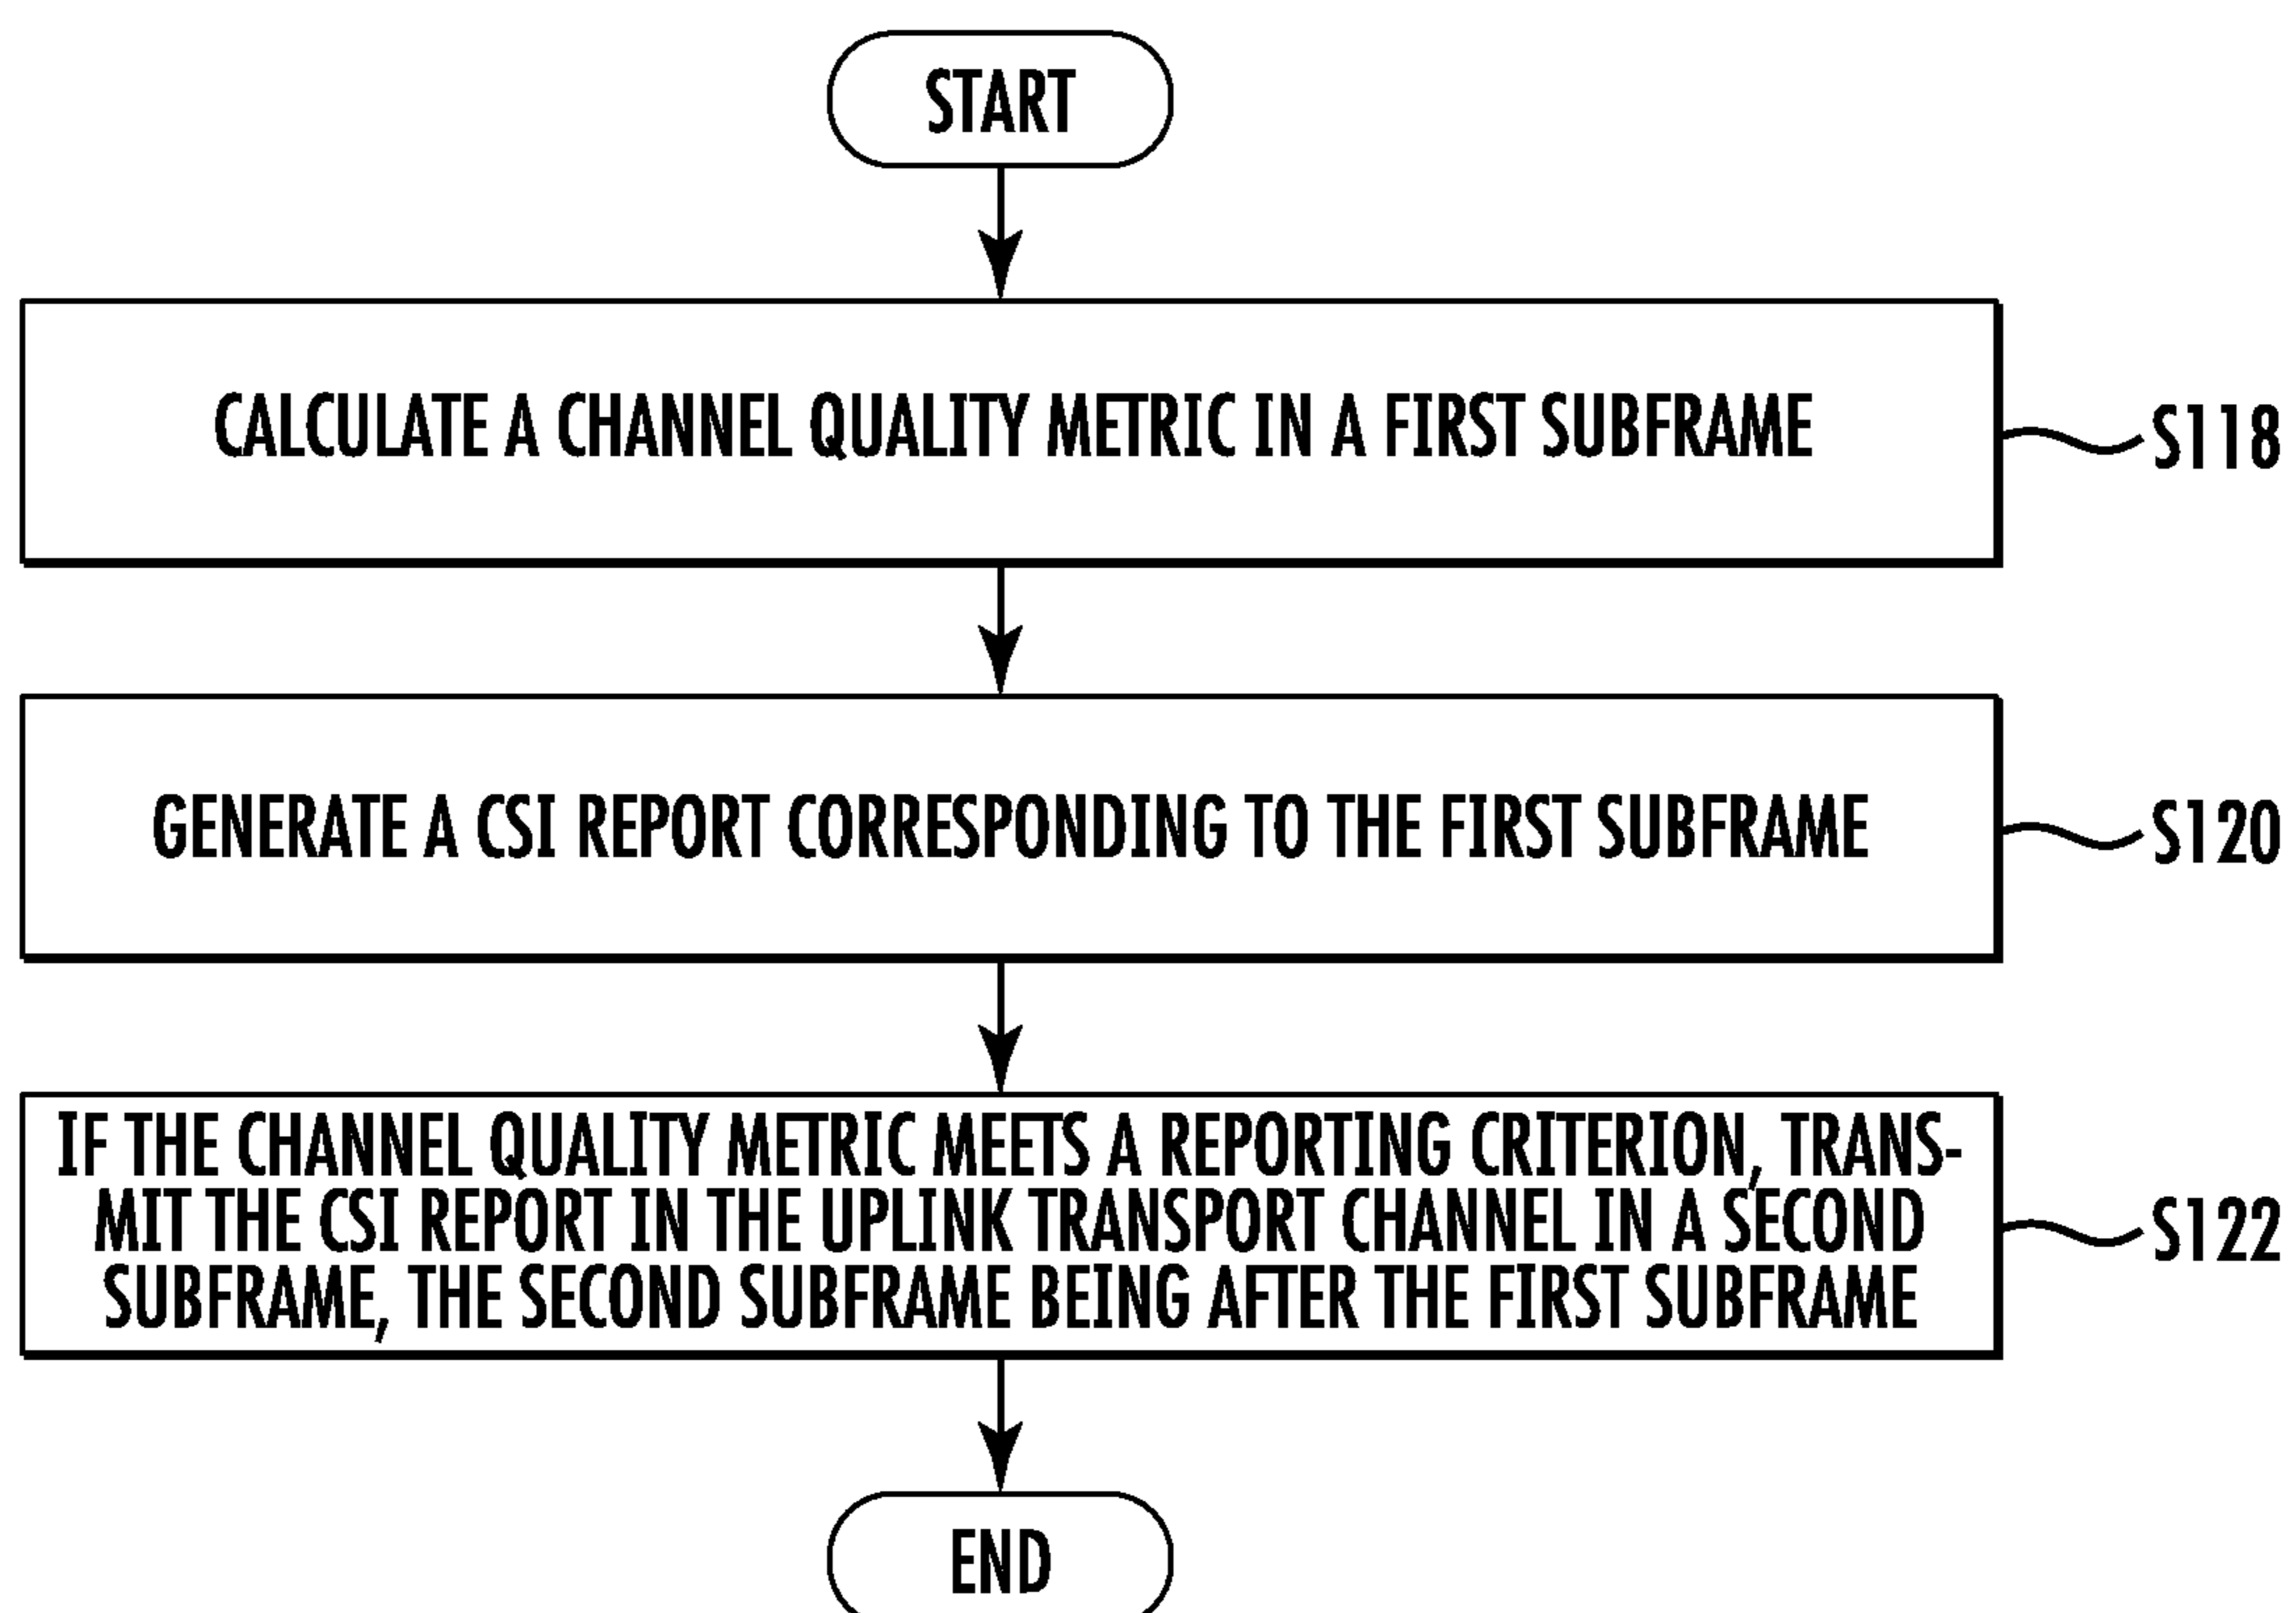 START
CALCULATE A CHANNEL QUALITY METRIC IN A FIRST SUBFRAME
S118
GENERATE A CSI REPORT CORRESPONDING TO THE FIRST SUBFRAME
S120
IF THE CHANNEL QUALITY METRIC MEETS A REPORTING CRITERION, TRANS-
MIT THE CSI REPORT IN THE UPLINK TRANSPORT CHANNEL IN A SECOND
SUBFRAME, THE SECOND SUBFRAME BEING AFTER THE FIRST SUBFRAME
S122
END